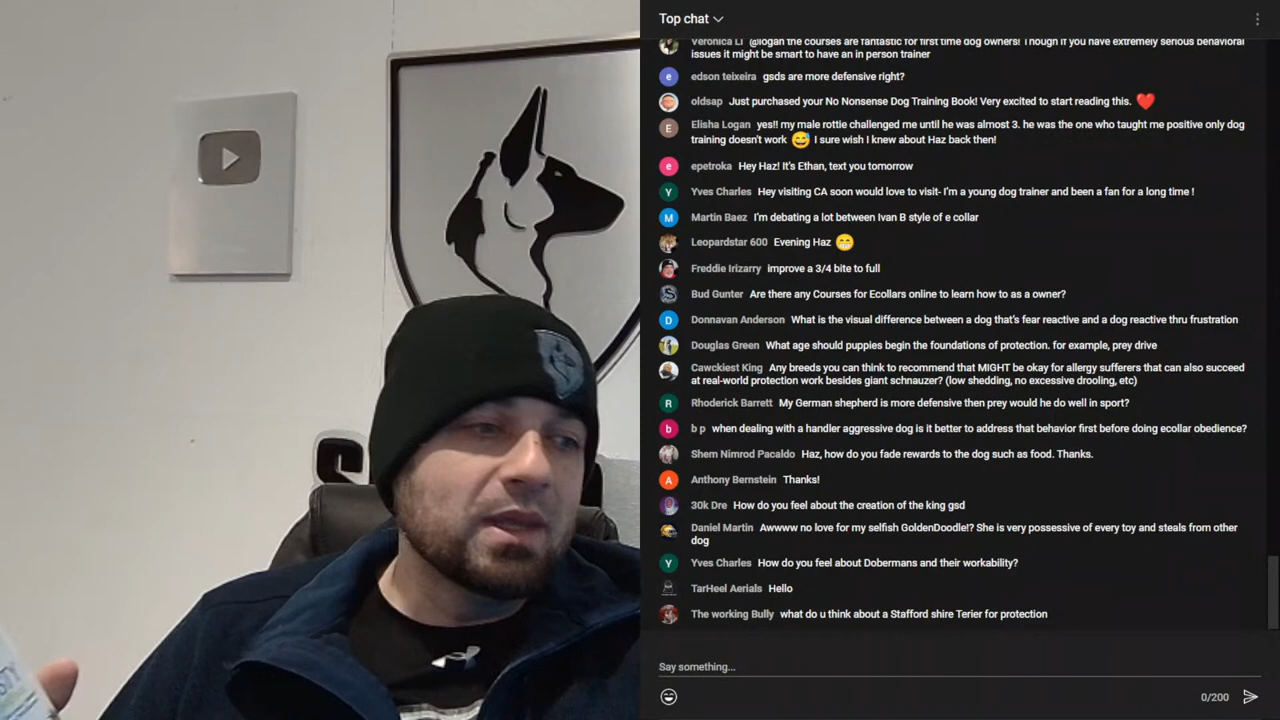 Top chat
Veronica Li @logan the courses are fantastic for first time dog owners! Though if you have extremely serious behavioral
issues it might be smart to have an in person trainer
e edson teixeira gsds are more defensive right?
oldsap Just purchased your No Nonsense Dog Training Book! Very excited to start reading this. ❤️
E Elisha Logan yes!! my male rottie challenged me until he was almost 3. he was the one who taught me positive only dog
training doesn't work 😅 I sure wish I knew about Haz back then!
e epetroka Hey Haz! It's Ethan, text you tomorrow
Y Yves Charles Hey visiting CA soon would love to visit- I'm a young dog trainer and been a fan for a long time !
M Martin Baez I'm debating a lot between Ivan B style of e collar
Leopardstar 600 Evening Haz 😁
Freddie Irizarry improve a 3/4 bite to full
Bud Gunter Are there any Courses for Ecollars online to learn how to as a owner?
D Donnavan Anderson What is the visual difference between a dog that's fear reactive and a dog reactive thru frustration
Douglas Green What age should puppies begin the foundations of protection. for example, prey drive
Cawckiest King Any breeds you can think to recommend that MIGHT be okay for allergy sufferers that can also succeed
at real-world protection work besides giant schnauzer? (low shedding, no excessive drooling, etc)
R Rhoderick Barrett My German shepherd is more defensive then prey would he do well in sport?
b b p when dealing with a handler aggressive dog is it better to address that behavior first before doing ecollar obedience?
Shem Nimrod Pacaldo Haz, how do you fade rewards to the dog such as food. Thanks.
A Anthony Bernstein Thanks!
30k Dre How do you feel about the creation of the king gsd
Daniel Martin Awwww no love for my selfish GoldenDoodle!? She is very possessive of every toy and steals from other
dog
Y Yves Charles How do you feel about Dobermans and their workability?
TarHeel Aerials Hello
The working Bully what do u think about a Stafford shire Terier for protection
Say something...
0/200